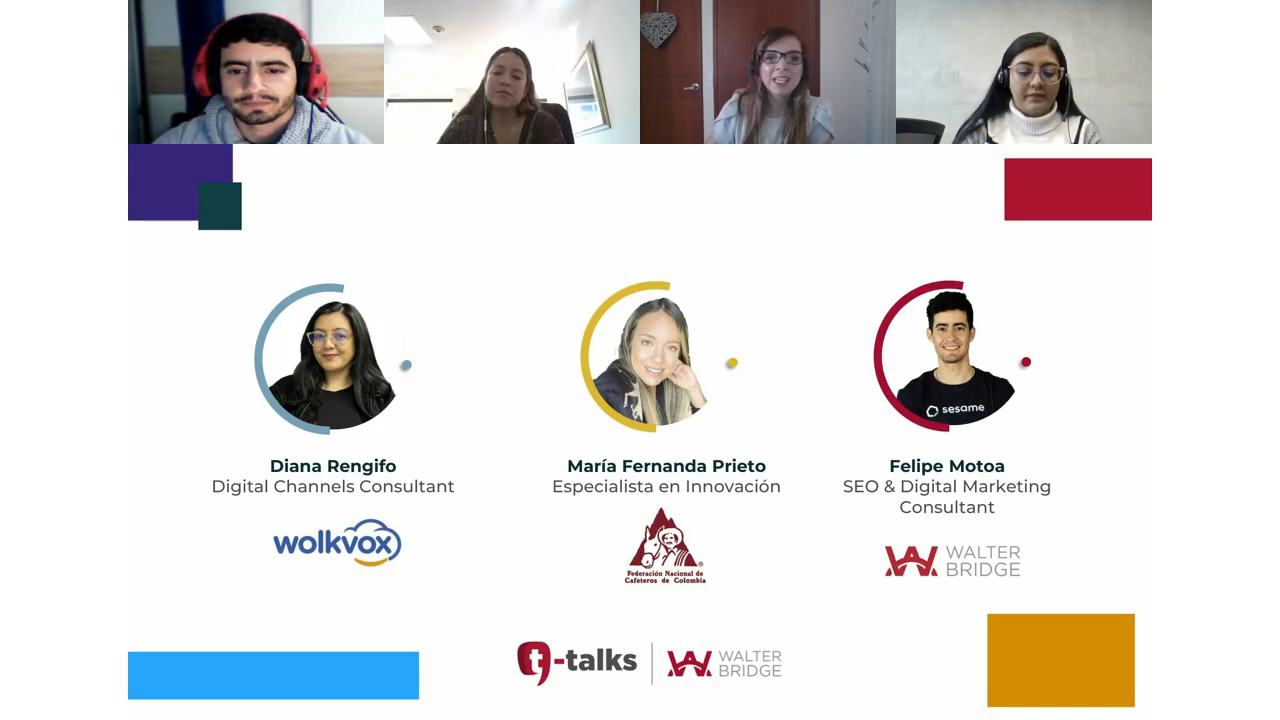 sesame
Diana Rengifo
Digital Channels Consultant
wolkvox
María Fernanda Prieto
Especialista en Innovación
Federación Nacional de
Cafeteros de Colombia
Felipe Motoa
SEO & Digital Marketing
Consultant
WALTER
BRIDGE
t-talks
WALTER
BRIDGE